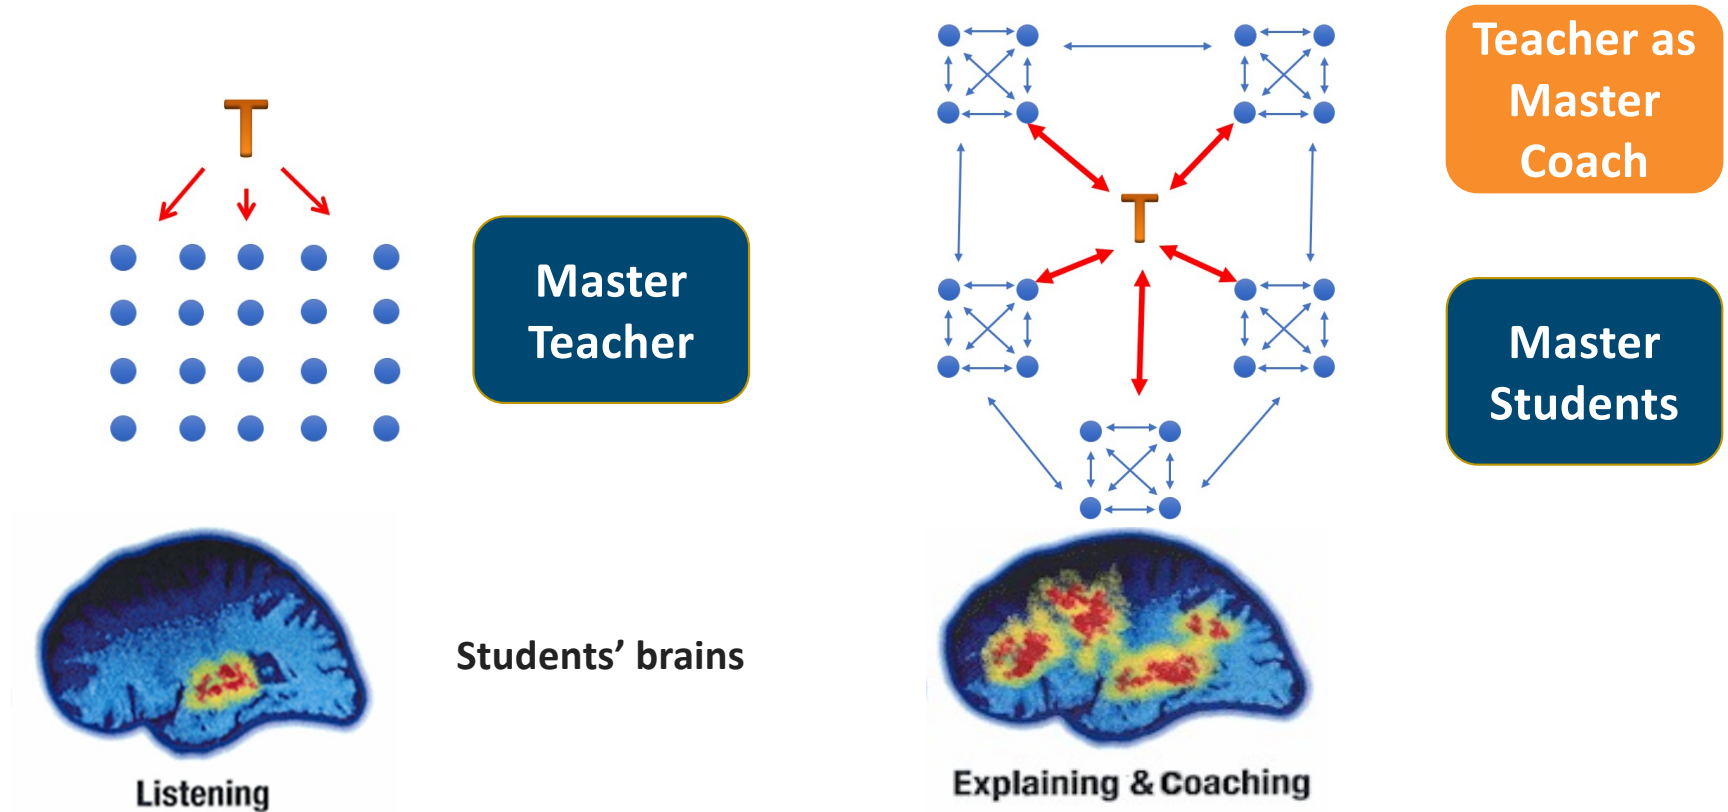 T
Master
Teacher
Students’ brains
Listening
T
Teacher as
Master
Coach
Master
Students
Explaining & Coaching